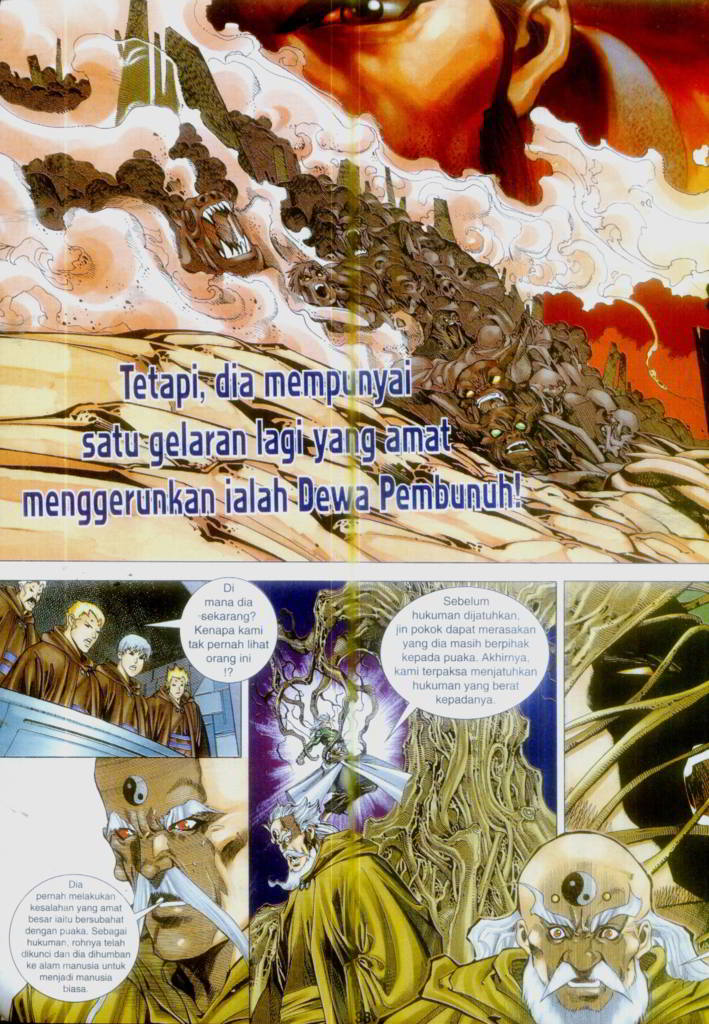 Tetapi, dia mempunyai
satu gelaran lagi yang amat
menggerunkan ialah Dewa Pembunuh!
Di
mana dia
sekarang?
Kenapa kami
tak pernah lihat
orang ini
!?
Dia
pernah melakukan
kesalahan yang amat
besar iaitu bersubahat
dengan puaka. Sebagai
hukuman, rohnya telah
dikunci dan dia dihumban
ke alam manusia untuk
menjadi manusia
biasa.
Sebelum
hukuman dijatuhkan,
jin pokok dapat merasakan
yang dia masih berpihak
kepada puaka. Akhirnya,
kami terpaksa menjatuhkan
hukuman yang berat
kepadanya.
38